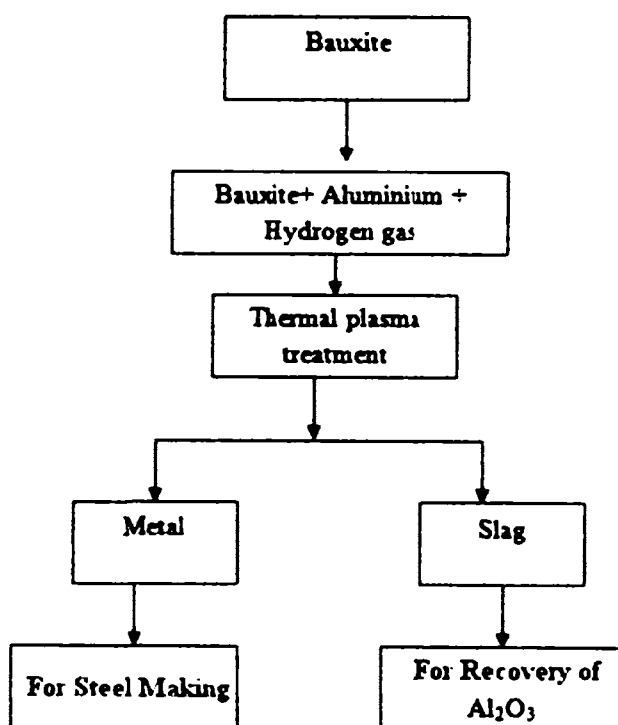 Bauxite
Bauxite+ Aluminium +
Hydrogen gas
Thermal plasma
treatment
Metal
Slag
For Steel Making
For Recovery of
Al₂O₃